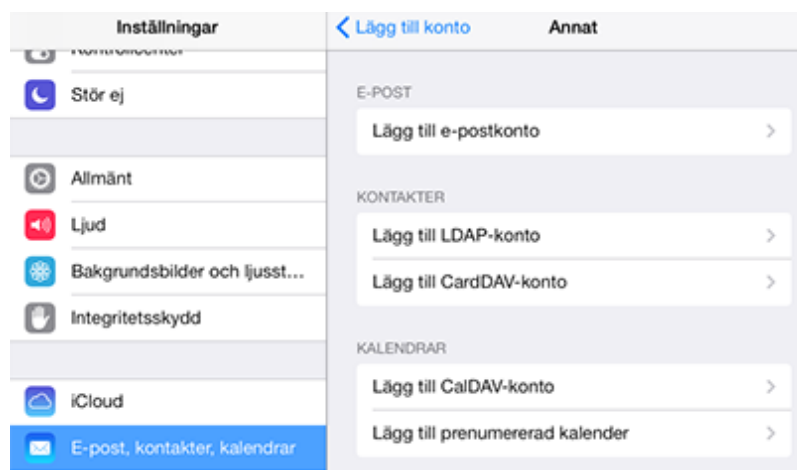 Inställningar
Kontrollcenter
Stör ej
Allmänt
Ljud
Bakgrundsbilder och ljusst...
Integritetsskydd
iCloud
E-post, kontakter, kalendrar
Lägg till konto
Annat
E-POST
Lägg till e-postkonto
KONTAKTER
Lägg till LDAP-konto
Lägg till CardDAV-konto
KALENDRAR
Lägg till CalDAV-konto
Lägg till prenumererad kalender